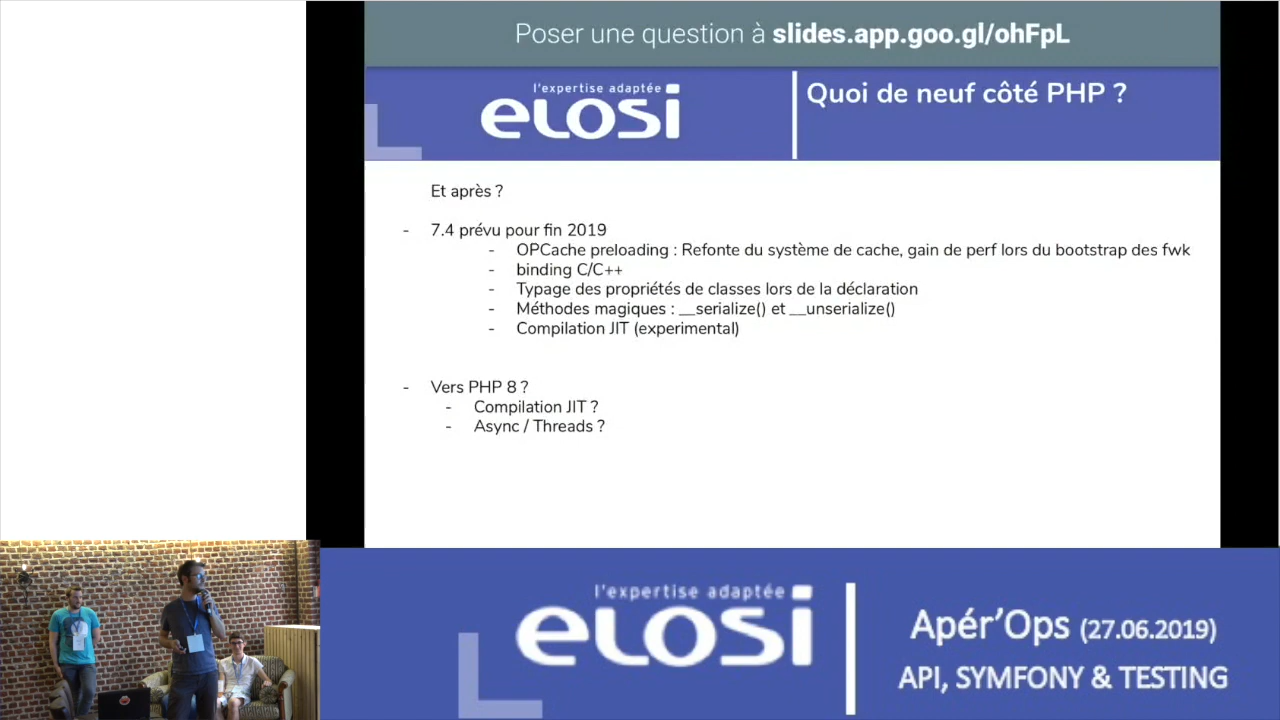 Poser une question à slides.app.goo.gl/ohFpL
l'expertise adaptée
eLOSI
Quoi de neuf côté PHP ?
Et après ?
- 7.4 prévu pour fin 2019
- OPCache preloading : Refonte du système de cache, gain de perf lors du bootstrap des fwk
- binding C/C++
- Typage des propriétés de classes lors de la déclaration
- Méthodes magiques : __serialize() et __unserialize()
- Compilation JIT (experimental)
- Vers PHP 8 ?
- Compilation JIT ?
- Async / Threads ?
l'expertise adaptée
eLOSI
Apér'Ops (27.06.2019)
API, SYMFONY & TESTING